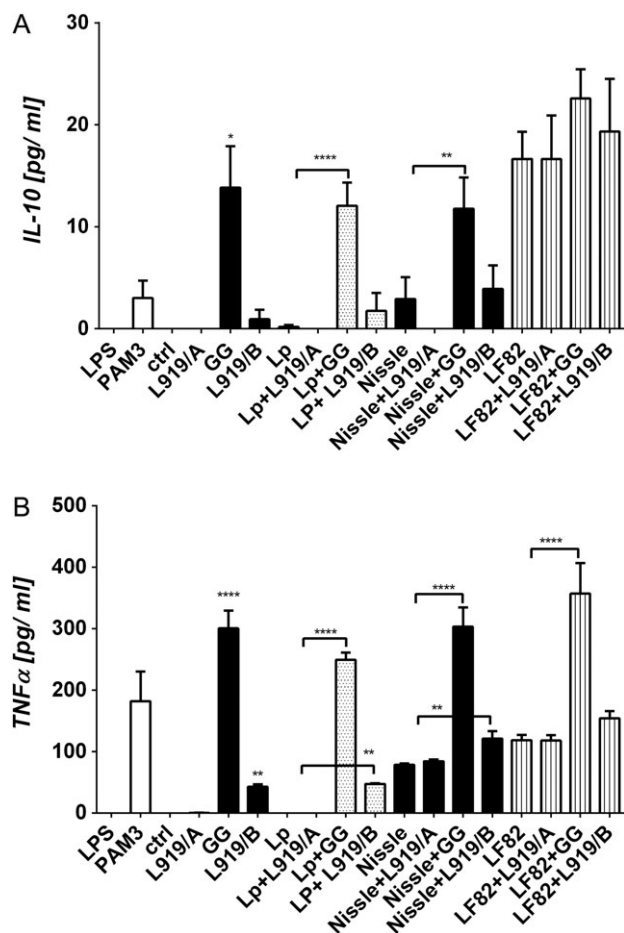 A
IL-10 [pg/ ml]
30
20
10
0
*
****
**
LPS
PAM3
ctrl
L919/A
GG
L919/B
Lp
Lp+L919/A
Lp+GG
LP+ L919/B
Nissle
Nissle+L919/A
Nissle+GG
Nissle+L919/B
LF82
LF82+L919/A
LF82+GG
LF82+L919/B
B
TNFα [pg/ ml]
500
400
300
200
100
0
****
**
****
**
****
**
****
LPS
PAM3
ctrl
L919/A
GG
L919/B
Lp
Lp+L919/A
Lp+GG
LP+ L919/B
Nissle
Nissle+L919/A
Nissle+GG
Nissle+L919/B
LF82
LF82+L919/A
LF82+GG
LF82+L919/B